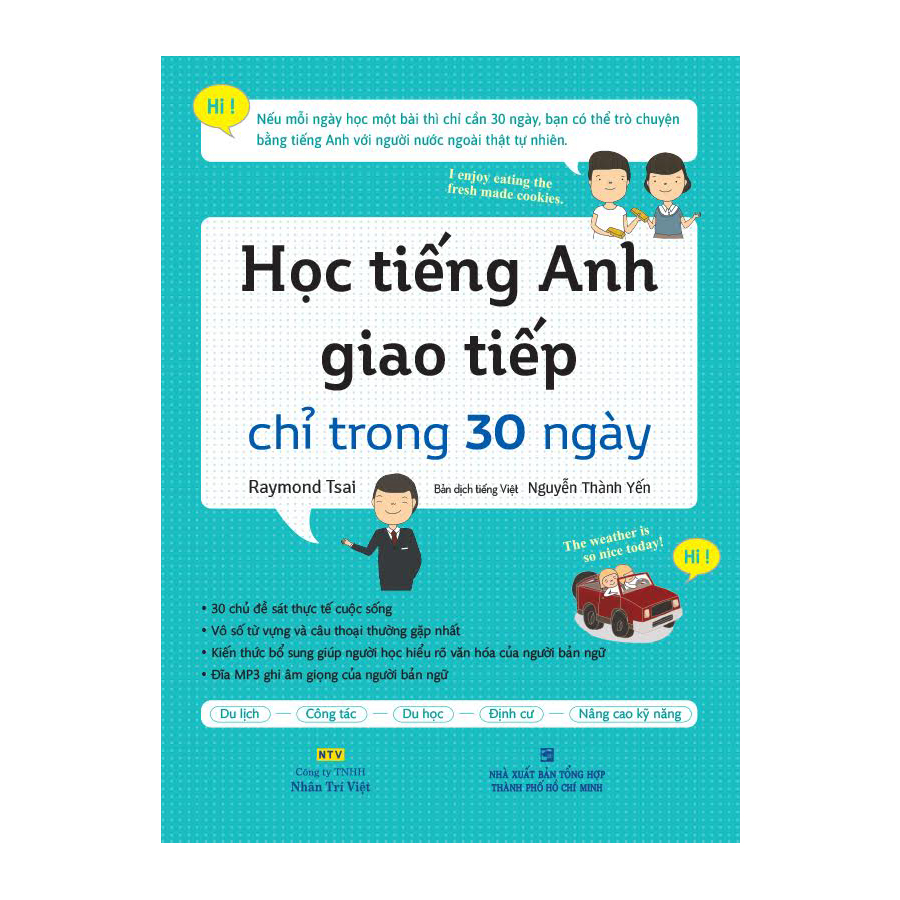 Hi !
Nếu mỗi ngày học một bài thì chỉ cần 30 ngày, bạn có thể trò chuyện
bằng tiếng Anh với người nước ngoài thật tự nhiên.
I enjoy eating the
fresh made cookies.
Học tiếng Anh
giao tiếp
chỉ trong 30 ngày
Raymond Tsai Bản dịch tiếng Việt Nguyễn Thành Yến
The weather is
so nice today!
Hi !
• 30 chủ đề sát thực tế cuộc sống
• Vô số từ vựng và câu thoại thường gặp nhất
• Kiến thức bổ sung giúp người học hiểu rõ văn hóa của người bản ngữ
• Đĩa MP3 ghi âm giọng của người bản ngữ
Du lịch — Công tác — Du học — Định cư — Nâng cao kỹ năng
NTV
Công ty TNHH
Nhân Trí Việt
NHÀ XUẤT BẢN TỔNG HỢP
THÀNH PHỐ HỒ CHÍ MINH